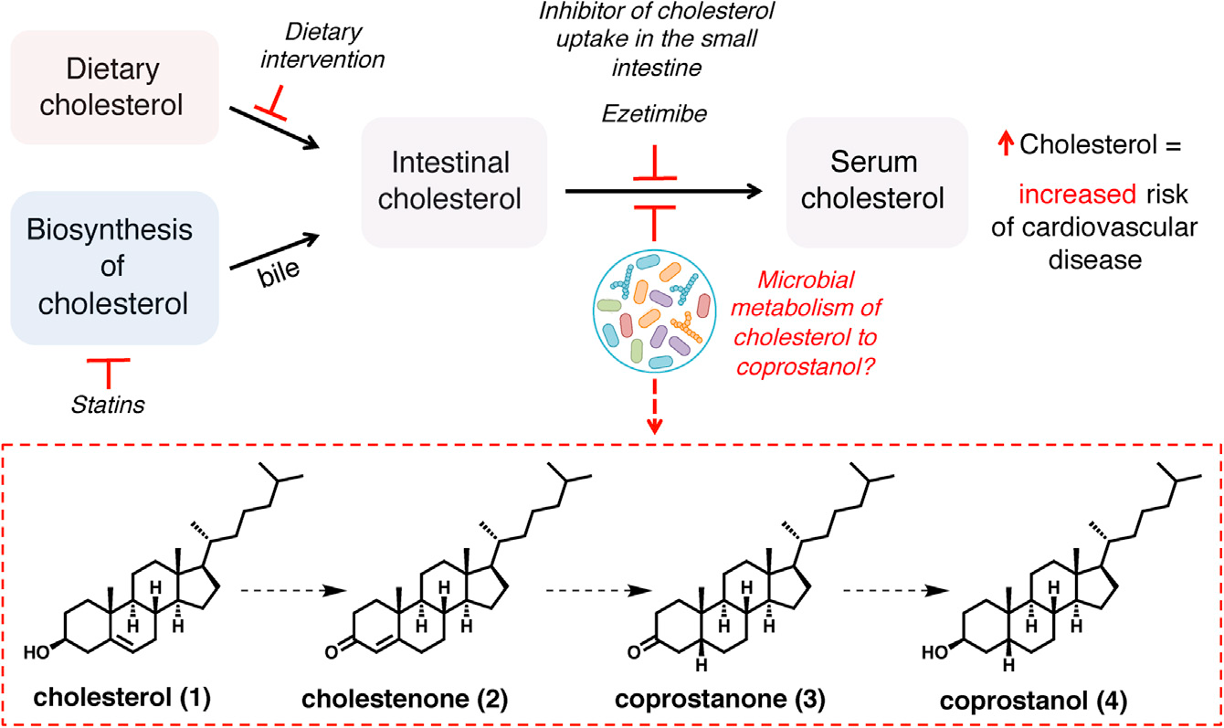 Dietary
cholesterol
Dietary
intervention
Biosynthesis
of
cholesterol
bile
Statins
Intestinal
cholesterol
Inhibitor of cholesterol
uptake in the small
intestine
Ezetimibe
Serum
cholesterol
Cholesterol =
increased risk
of cardiovascular
disease
Microbial
metabolism of
cholesterol to
coprostanol?
H
H
H
HO
cholesterol (1)
H
H
H
O
cholestenone (2)
H
H
H
O
H
coprostanone (3)
H
H
H
HO
H
coprostanol (4)